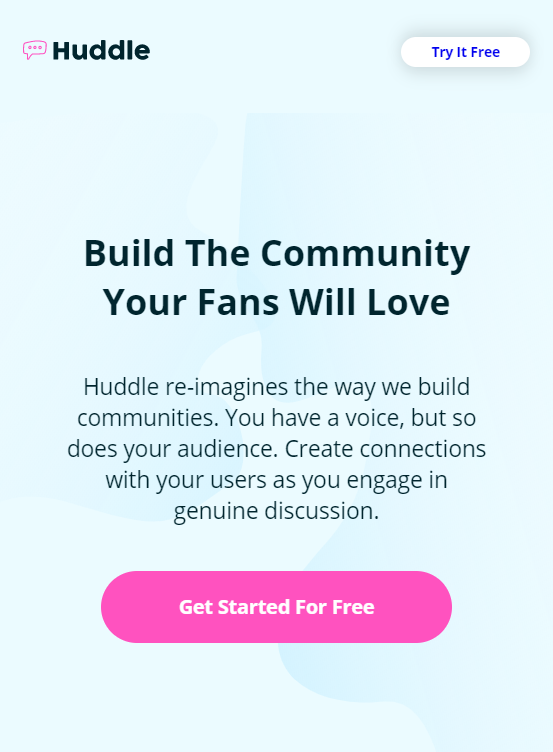 Huddle
Try It Free
Build The Community
Your Fans Will Love
Huddle re-imagines the way we build
communities. You have a voice, but so
does your audience. Create connections
with your users as you engage in
genuine discussion.
Get Started For Free